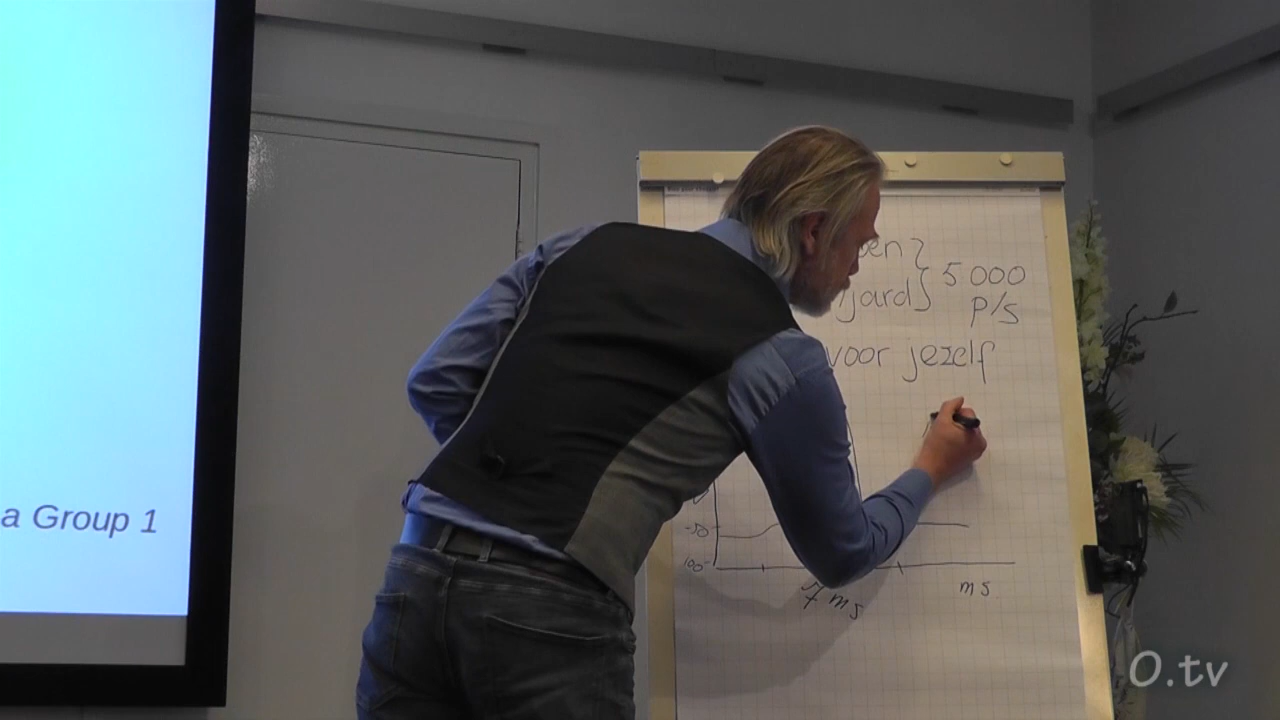 a Group 1
5 000
p/s
voor jezelf
-50
100-
7 ms
ms
O.tv